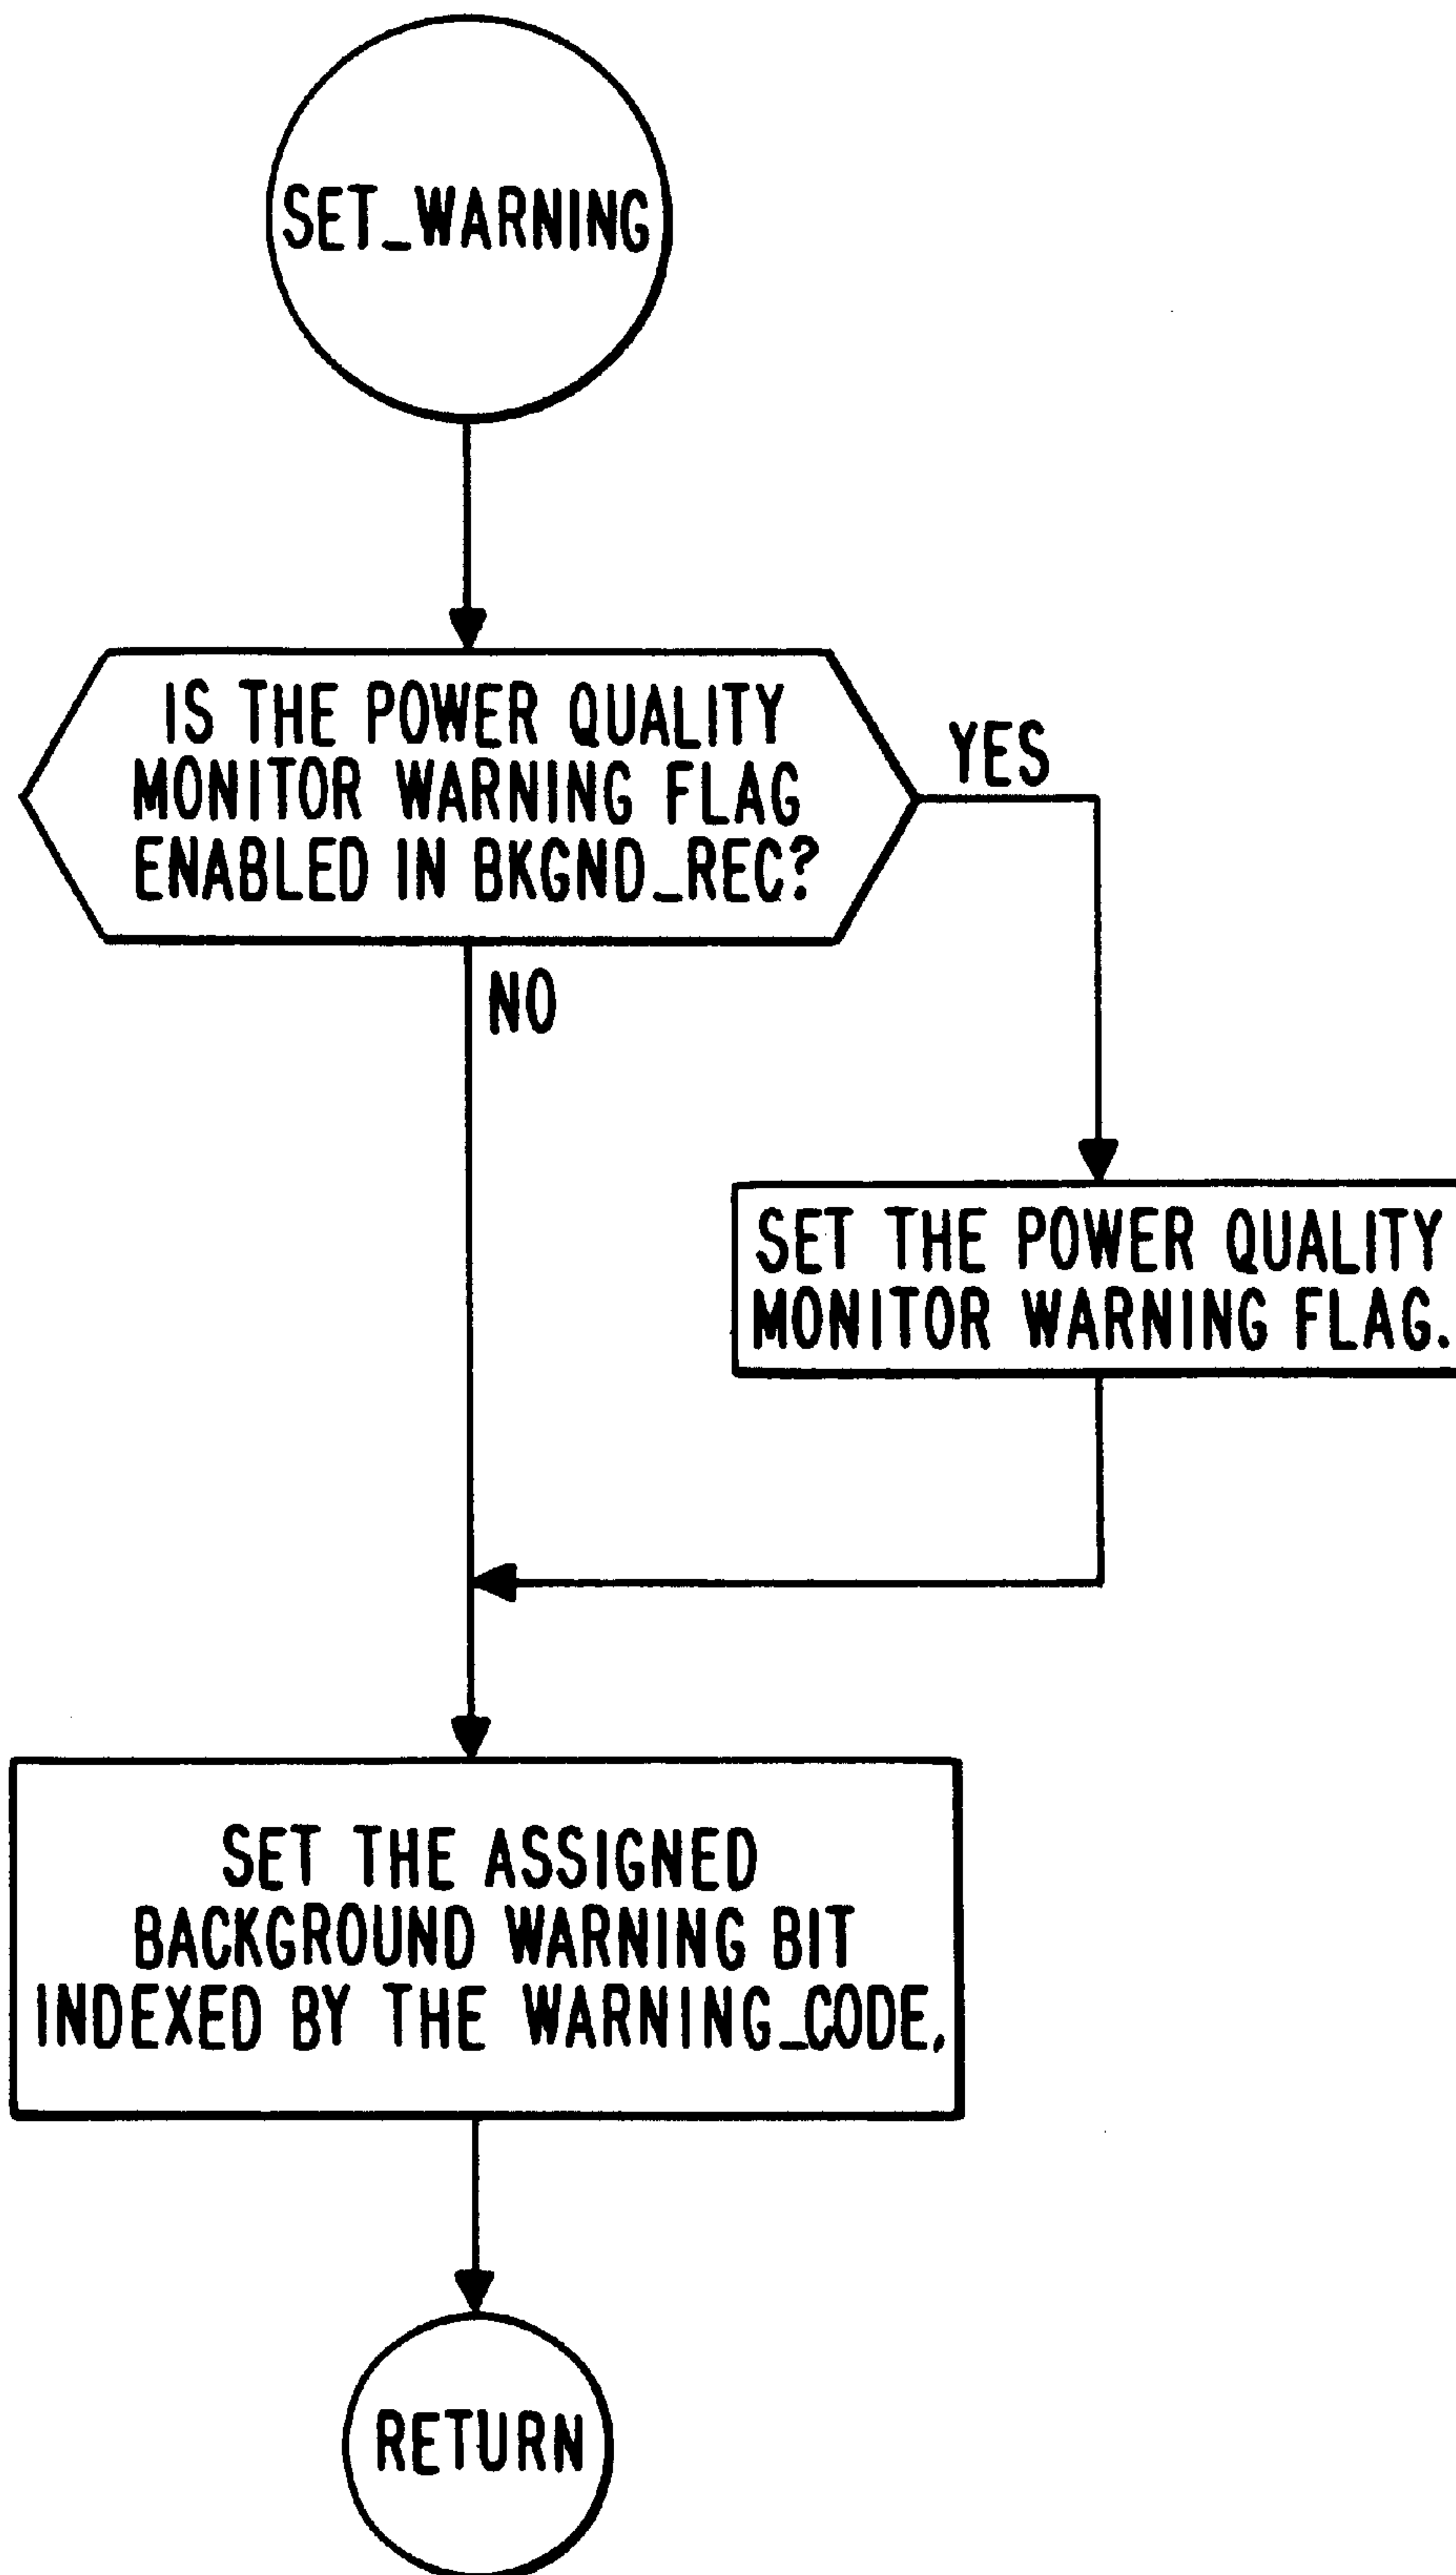 SET_WARNING
IS THE POWER QUALITY
MONITOR WARNING FLAG
ENABLED IN BKGND_REC?
YES
NO
SET THE POWER QUALITY
MONITOR WARNING FLAG.
SET THE ASSIGNED
BACKGROUND WARNING BIT
INDEXED BY THE WARNING_CODE.
RETURN